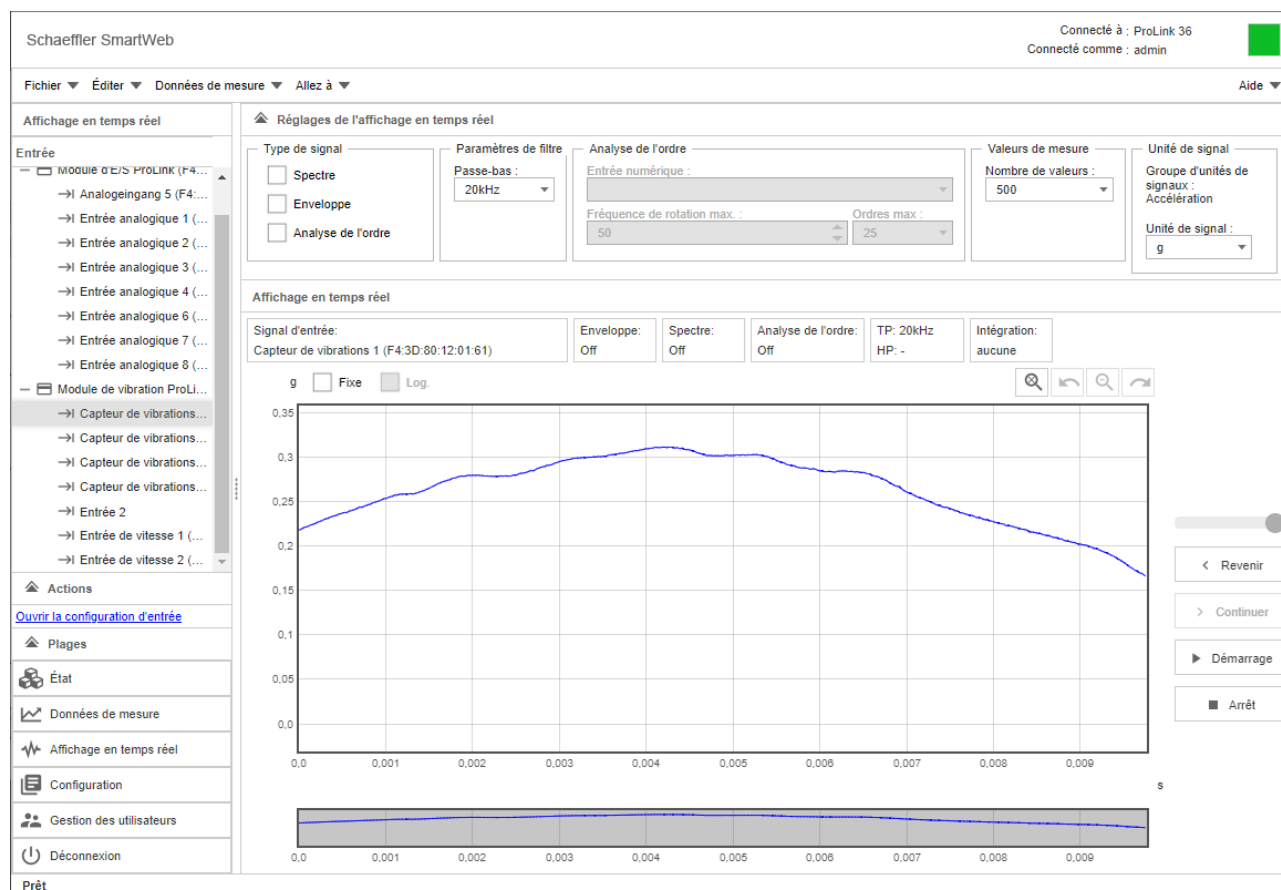 Schaeffler SmartWeb
Connecté à : ProLink 36
Connecté comme : admin
Fichier Éditer Données de mesure Allez à Aide
Affichage en temps réel
Entrée
Module d'E/S ProLink (F4...
Analogeingang 5 (F4:...
Entrée analogique 1 (...
Entrée analogique 2 (...
Entrée analogique 3 (...
Entrée analogique 4 (...
Entrée analogique 6 (...
Entrée analogique 7 (...
Entrée analogique 8 (...
Module de vibration ProLi...
Capteur de vibrations...
Capteur de vibrations...
Capteur de vibrations...
Capteur de vibrations...
Entrée 2
Entrée de vitesse 1 (...
Entrée de vitesse 2 (...
Actions
Ouvrir la configuration d'entrée
Plages
État
Données de mesure
Affichage en temps réel
Configuration
Gestion des utilisateurs
Déconnexion
Prêt
Réglages de l'affichage en temps réel
Type de signal
Spectre
Enveloppe
Analyse de l'ordre
Paramètres de filtre
Passe-bas :
20kHz
Analyse de l'ordre
Entrée numérique :
Fréquence de rotation max. :
50
Ordres max :
25
Valeurs de mesure
Nombre de valeurs :
500
Unité de signal
Groupe d'unités de
signaux :
Accélération
Unité de signal :
g
Affichage en temps réel
Signal d'entrée:
Capteur de vibrations 1 (F4:3D:80:12:01:61)
Enveloppe:
Off
Spectre:
Off
Analyse de l'ordre:
Off
TP: 20kHz
HP: -
Intégration:
aucune
g Fixe Log.
0,35
0,3
0,25
0,2
0,15
0,1
0,05
0,0
0,0 0,001 0,002 0,003 0,004 0,005 0,006 0,007 0,008 0,009
s
0,0 0,001 0,002 0,003 0,004 0,005 0,006 0,007 0,008 0,009
Revenir
Continuer
Démarrage
Arrêt